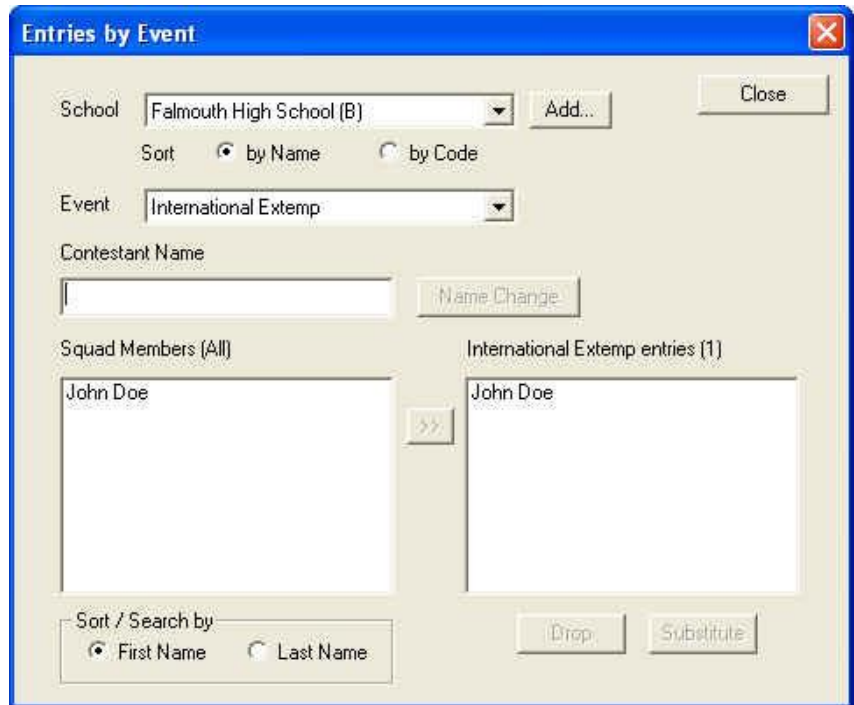 Entries by Event
School Falmouth High School (B) Add... Close
Sort by Name by Code
Event International Extemp
Contestant Name
Name Change
Squad Members (All) International Extemp entries (1)
John Doe John Doe
>>
Sort / Search by
First Name Last Name Drop Substitute